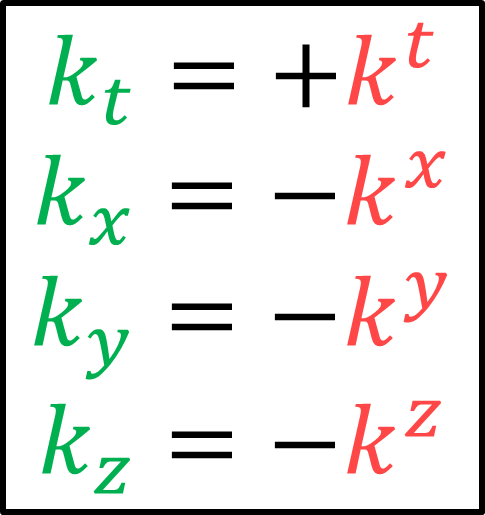 k_t = +k^t
k_x = −k^x
k_y = −k^y
k_z = −k^z